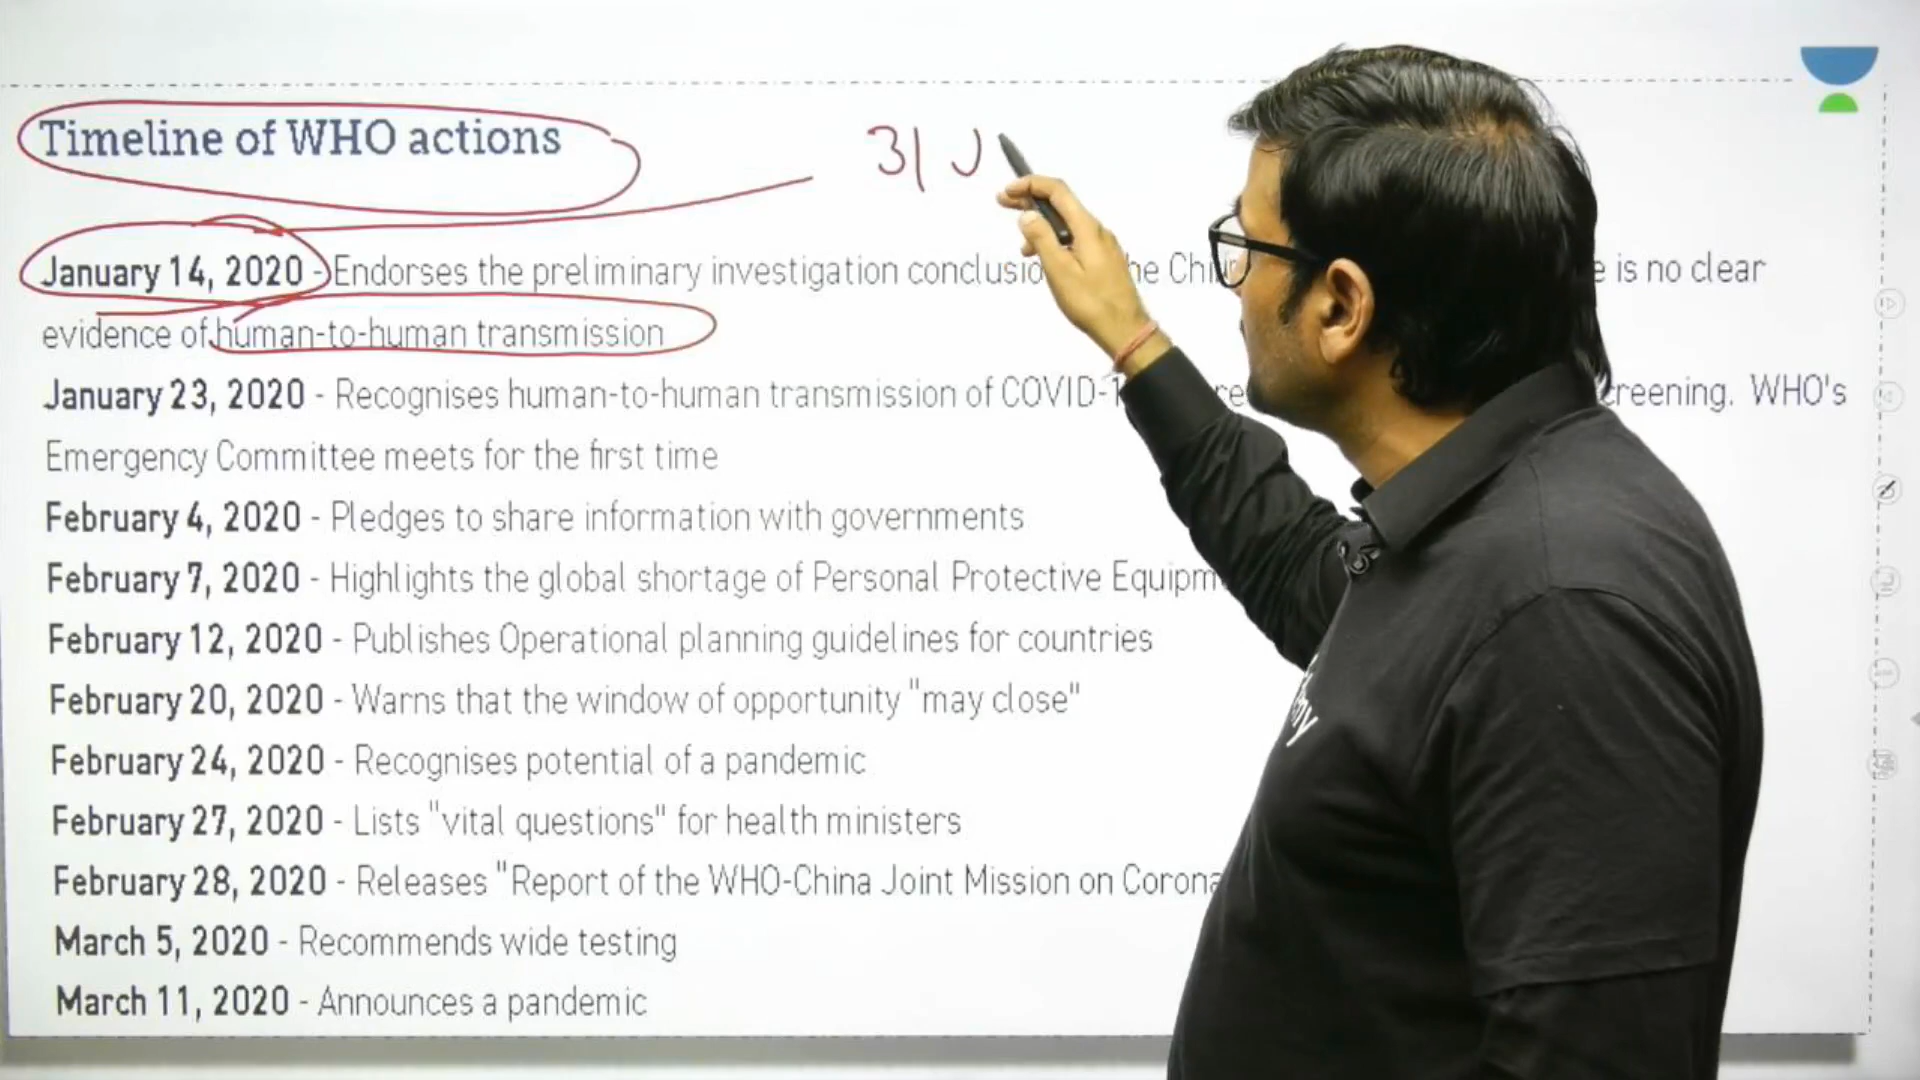 Timeline of WHO actions
31 J
January 14, 2020 - Endorses the preliminary investigation he is no clear
evidence of human-to-human transmission
January 23, 2020 - Recognises human-to-human transmission of WHO's
Emergency Committee meets for the first time
February 4, 2020 - Pledges to share information with governments
February 7, 2020 - Highlights the global shortage of Personal Protective
February 12, 2020 - Publishes Operational planning guidelines for countries
February 20, 2020 - Warns that the window of opportunity "may close"
February 24, 2020 - Recognises potential of a pandemic
February 27, 2020 - Lists "vital questions" for health ministers
February 28, 2020 - Releases "Report of the WHO-China Joint Mission on
March 5, 2020 - Recommends wide testing
March 11, 2020 - Announces a pandemic